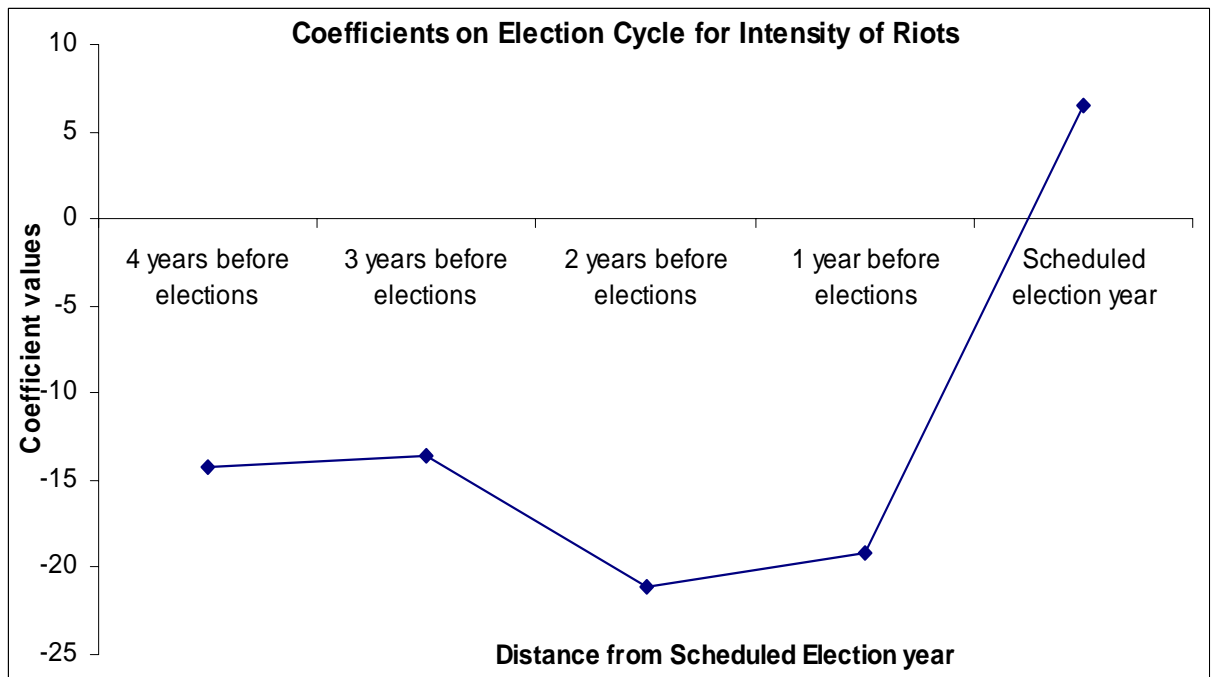 Coefficients on Election Cycle for Intensity of Riots
10
5
0
-5
-10
-15
-20
-25
Coefficient values
4 years before
elections
3 years before
elections
2 years before
elections
1 year before
elections
Scheduled
election year
Distance from Scheduled Election year